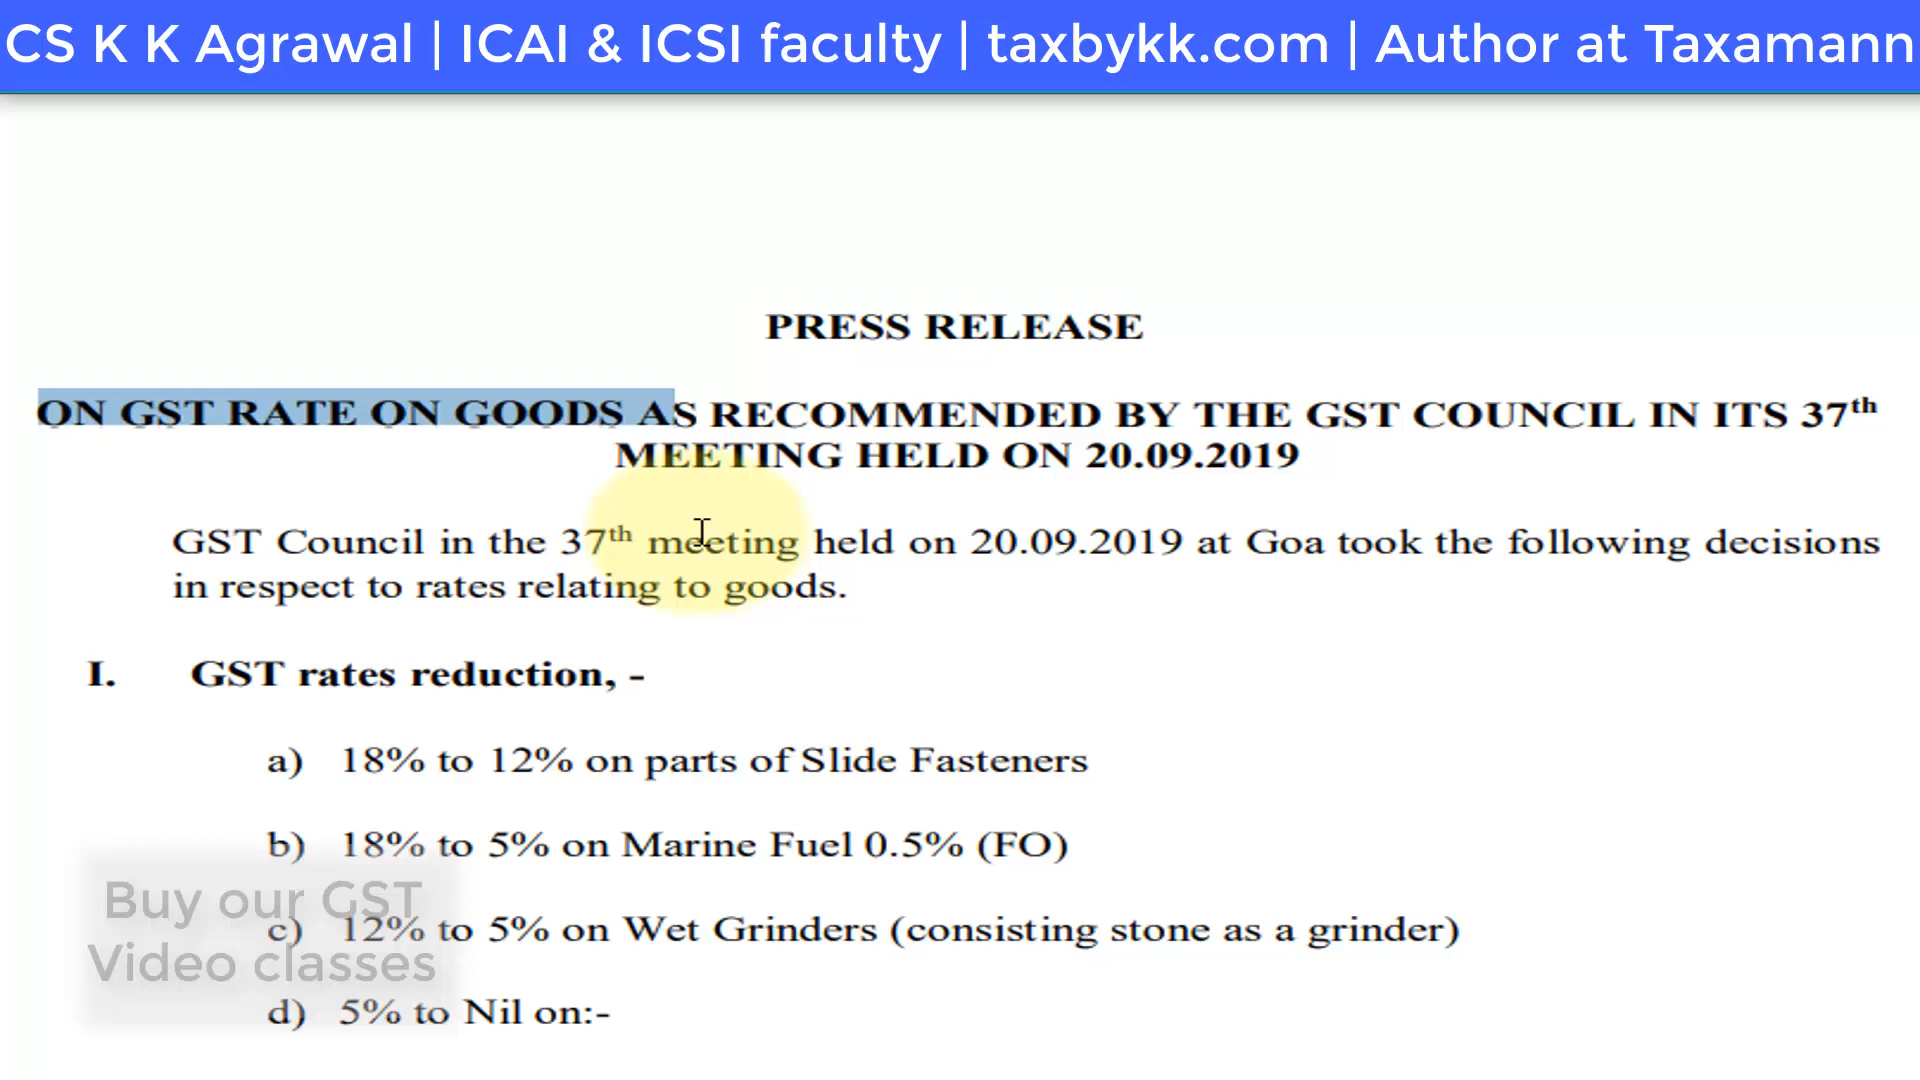 CS K K Agrawal | ICAI & ICSI faculty | taxbykk.com | Author at Taxamann
PRESS RELEASE
ON GST RATE ON GOODS AS RECOMMENDED BY THE GST COUNCIL IN ITS 37th
MEETING HELD ON 20.09.2019
GST Council in the 37th meeting held on 20.09.2019 at Goa took the following decisions
in respect to rates relating to goods.
I. GST rates reduction, -
a) 18% to 12% on parts of Slide Fasteners
b) 18% to 5% on Marine Fuel 0.5% (FO)
c) 12% to 5% on Wet Grinders (consisting stone as a grinder)
d) 5% to Nil on:-
Buy our GST
Video classes